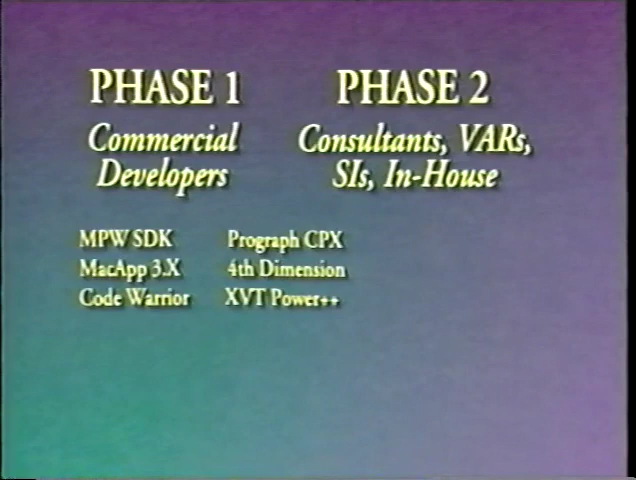 PHASE 1
Commercial
Developers
PHASE 2
Consultants, VARs,
SIs, In-House
MPW SDK
MacApp 3.X
Code Warrior
Prograph CPX
4th Dimension
XVT Power++